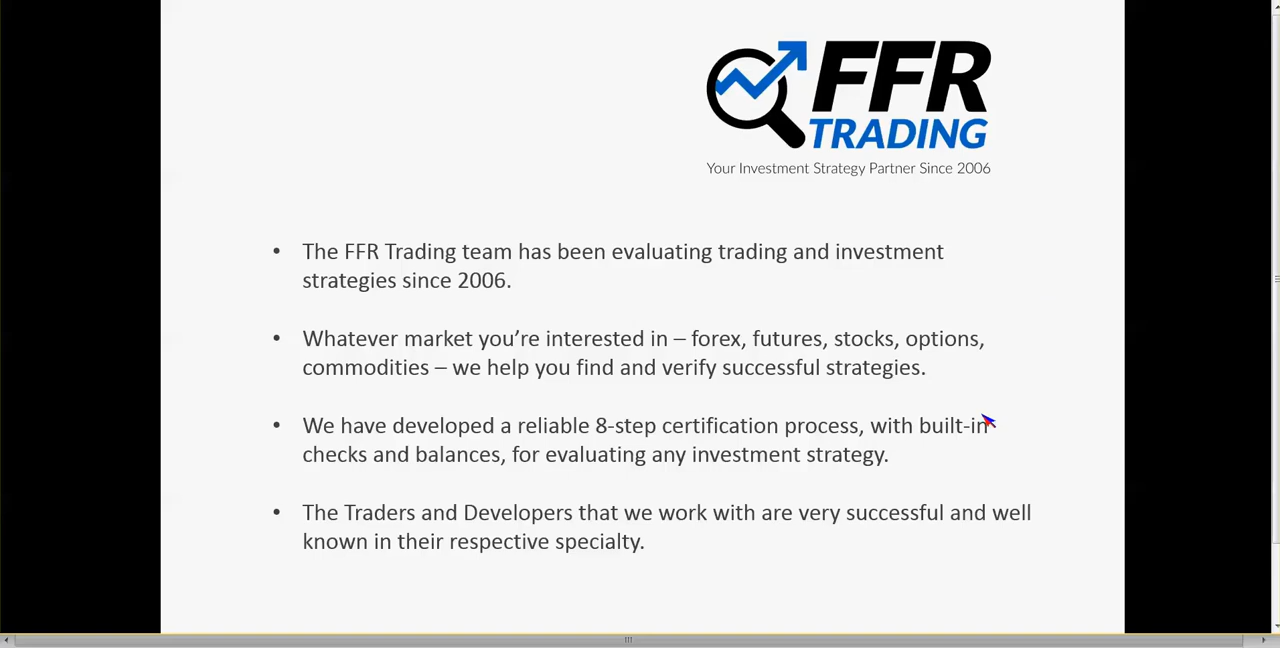 FFR
TRADING
Your Investment Strategy Partner Since 2006
• The FFR Trading team has been evaluating trading and investment
strategies since 2006.
• Whatever market you’re interested in – forex, futures, stocks, options,
commodities – we help you find and verify successful strategies.
• We have developed a reliable 8-step certification process, with built-in
checks and balances, for evaluating any investment strategy.
• The Traders and Developers that we work with are very successful and well
known in their respective specialty.